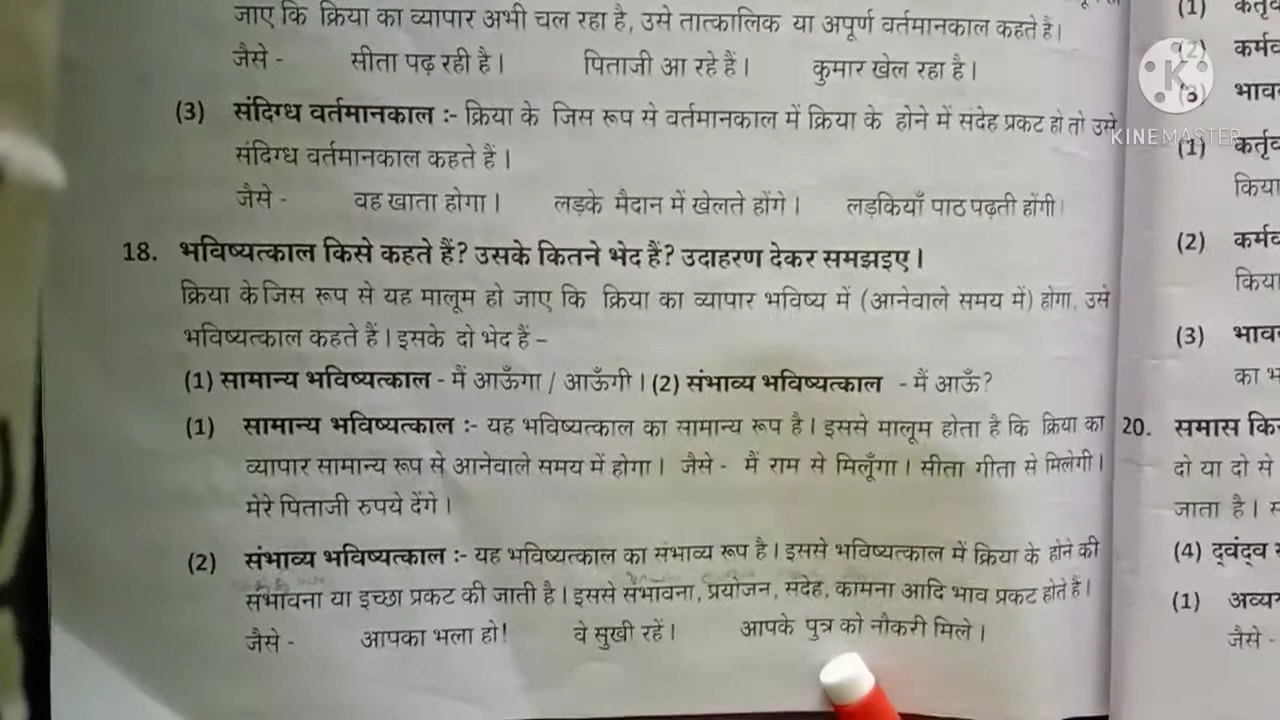 जाए कि क्रिया का व्यापार अभी चल रहा है, उसे तात्कालिक या अपूर्ण वर्तमानकाल कहते हैं।
जैसे - सीता पढ़ रही है। पिताजी आ रहे हैं। कुमार खेल रहा है।
(3) संदिग्ध वर्तमानकाल :- क्रिया के जिस रूप से वर्तमानकाल में क्रिया के होने में संदेह प्रकट हो तो उसे
संदिग्ध वर्तमानकाल कहते हैं।
जैसे - वह खाता होगा। लड़के मैदान में खेलते होंगे। लड़कियाँ पाठ पढ़ती होंगी।
18. भविष्यत्काल किसे कहते हैं? उसके कितने भेद हैं? उदाहरण देकर समझइए।
क्रिया के जिस रूप से यह मालूम हो जाए कि क्रिया का व्यापार भविष्य में (आनेवाले समय में) होगा, उसे
भविष्यत्काल कहते हैं। इसके दो भेद हैं –
(1) सामान्य भविष्यत्काल - मैं आऊँगा / आऊँगी। (2) संभाव्य भविष्यत्काल - मैं आऊँ?
(1) सामान्य भविष्यत्काल :- यह भविष्यत्काल का सामान्य रूप है। इससे मालूम होता है कि क्रिया का
व्यापार सामान्य रूप से आनेवाले समय में होगा। जैसे - मैं राम से मिलूँगा। सीता गीता से मिलेगी।
मेरे पिताजी रुपये देंगे।
(2) संभाव्य भविष्यत्काल :- यह भविष्यत्काल का संभाव्य रूप है। इससे भविष्यत्काल में क्रिया के होने की
संभावना या इच्छा प्रकट की जाती है। इससे संभावना, प्रयोजन, सदेह, कामना आदि भाव प्रकट होते हैं।
जैसे - आपका भला हो! वे सुखी रहें। आपके पुत्र को नौकरी मिले।
(1)
(2)
(3) भाव
KINEMASTER
(1)
(2)
(3)
का
20. समास
दो या दो से
जाता है।
(4) द्वंद्व
(1)
जैसे -